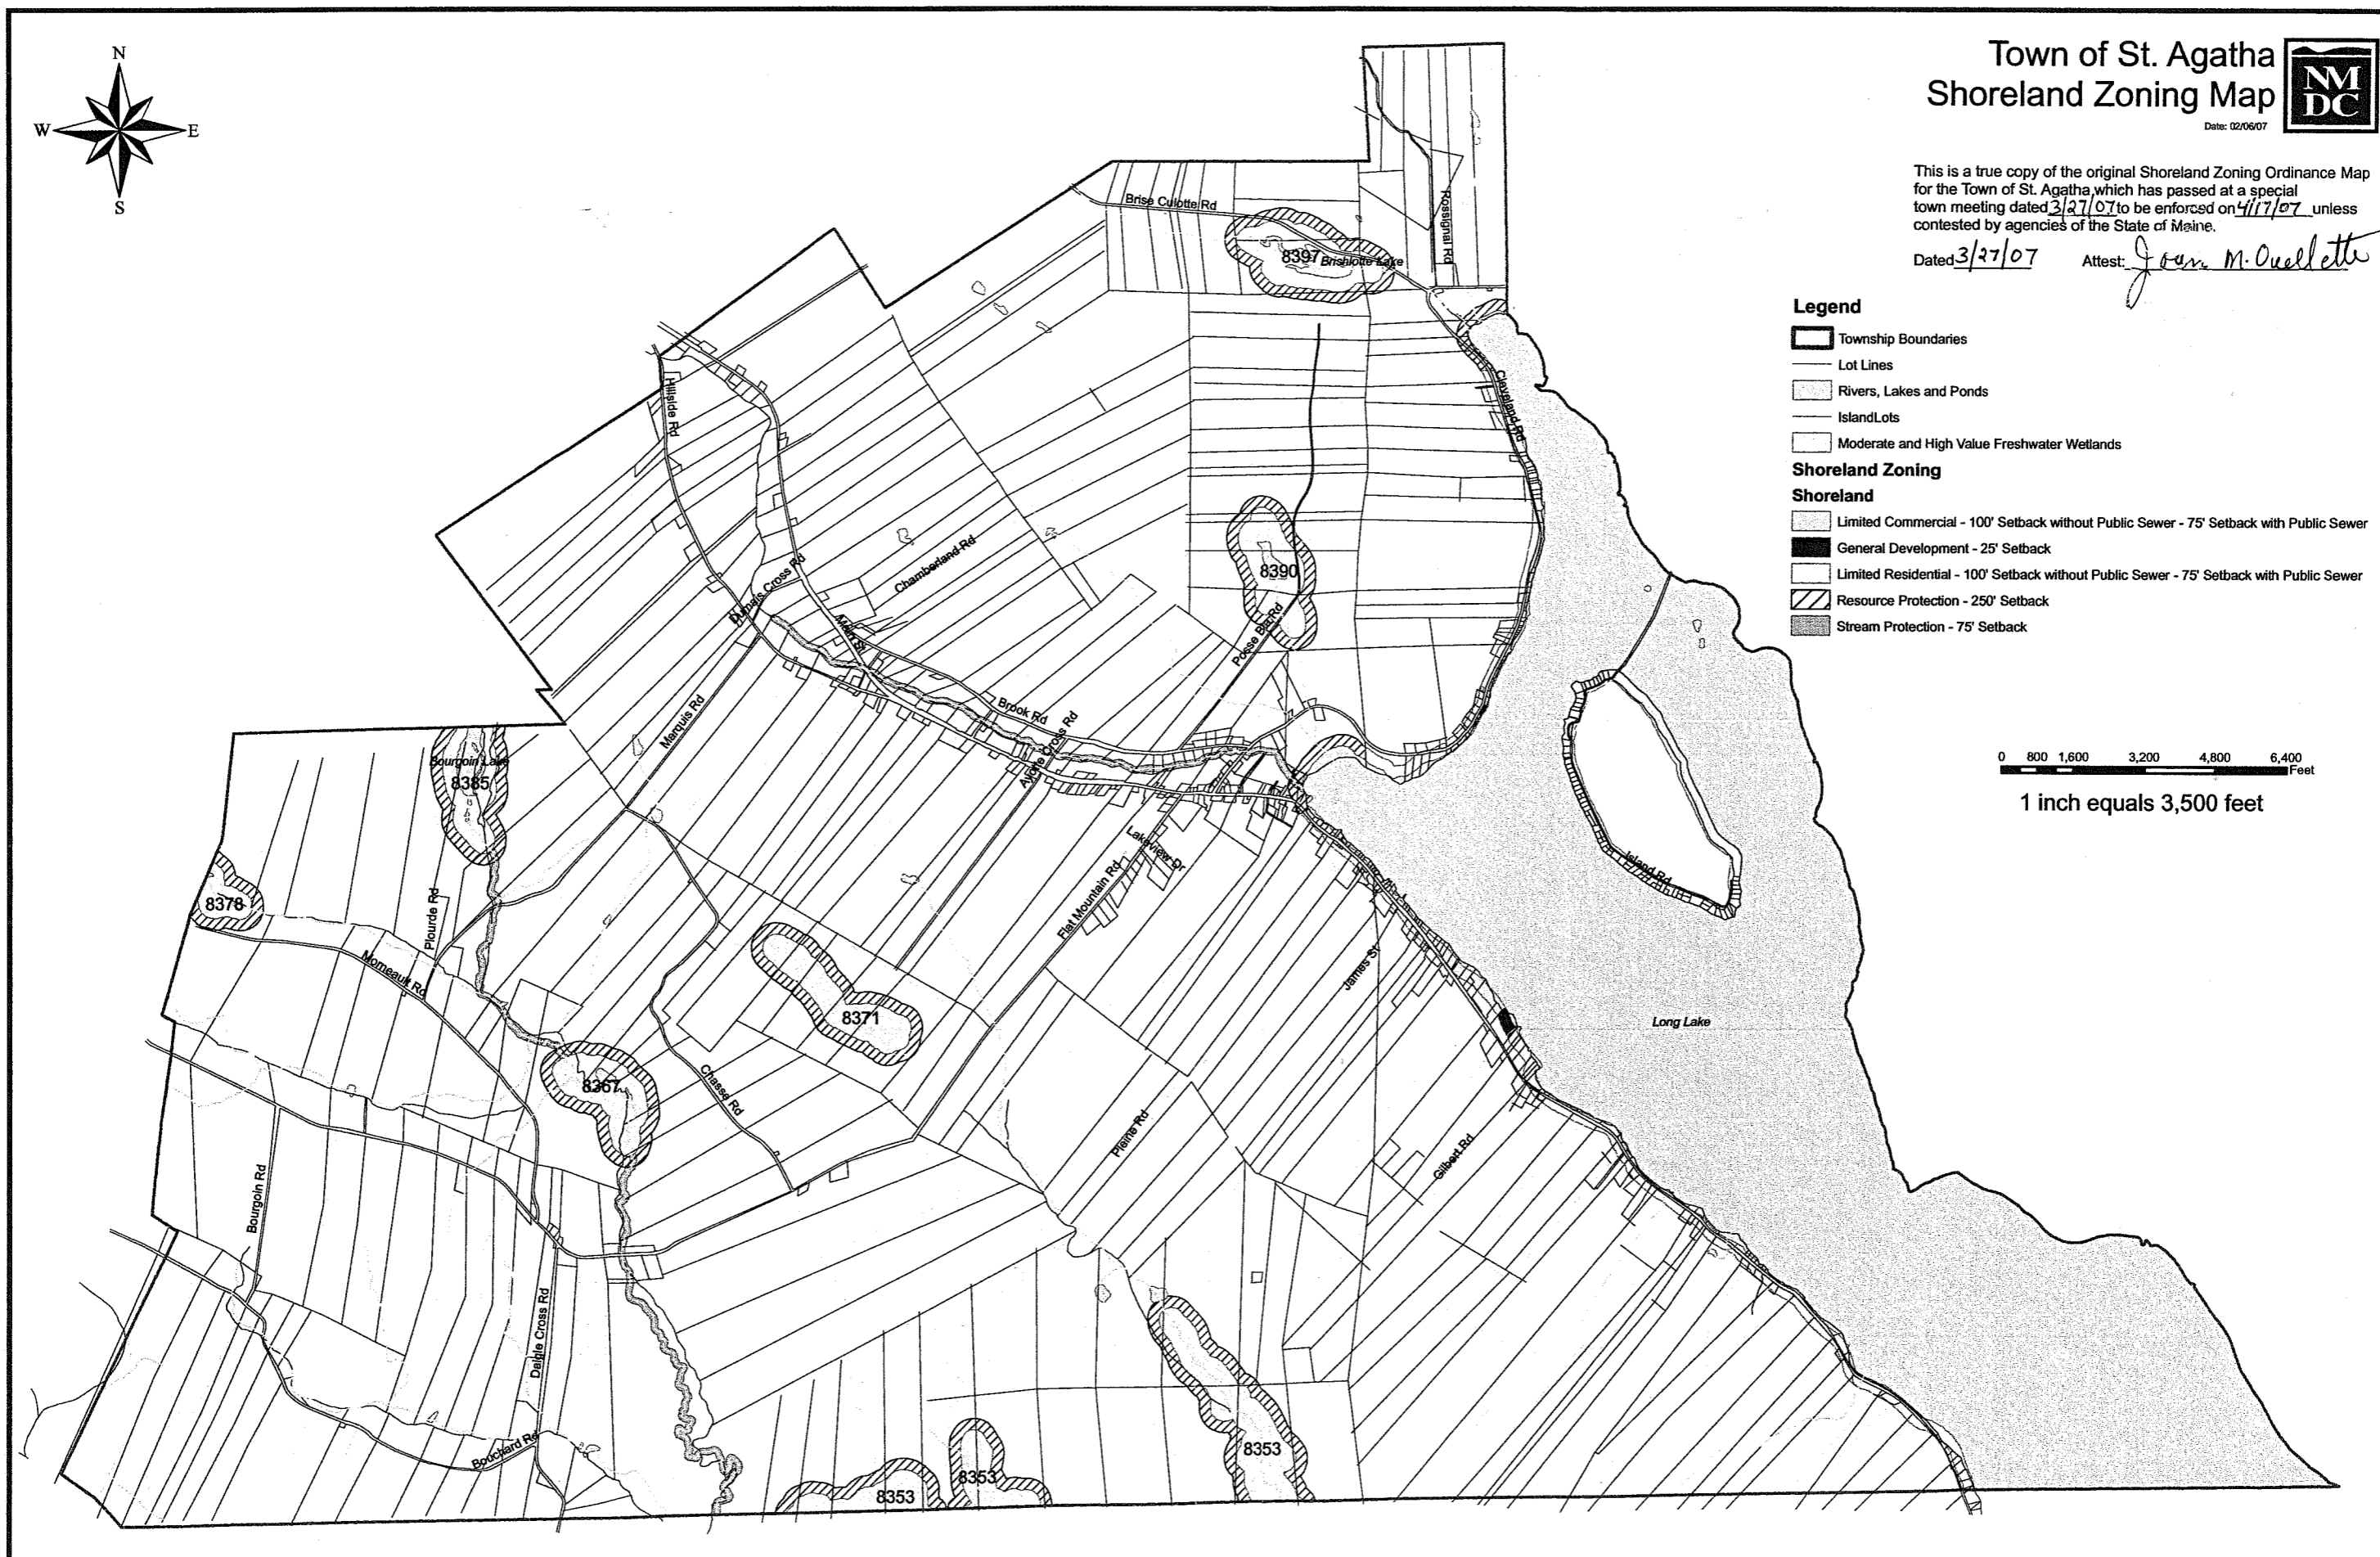 N
W
E
S
Town of St. Agatha
Shoreland Zoning Map
NM
DC
Date: 02/06/07
This is a true copy of the original Shoreland Zoning Ordinance Map
for the Town of St. Agatha, which has passed at a special
town meeting dated 3/27/07 to be enforced on 4/17/07 unless
contested by agencies of the State of Maine.
Dated 3/27/07 Attest: Joan M. Ouellette
Legend
Township Boundaries
Lot Lines
Rivers, Lakes and Ponds
IslandLots
Moderate and High Value Freshwater Wetlands
Shoreland Zoning
Shoreland
Limited Commercial - 100' Setback without Public Sewer - 75' Setback with Public Sewer
General Development - 25' Setback
Limited Residential - 100' Setback without Public Sewer - 75' Setback with Public Sewer
Resource Protection - 250' Setback
Stream Protection - 75' Setback
0 800 1,600 3,200 4,800 6,400
Feet
1 inch equals 3,500 feet
Brise Culotte Rd
Rossignal Rd
8397
Brishlotte Lake
Hillside Rd
Cleveland Rd
Chamberland Rd
Dumais Cross Rd
8390
Main St
Posse Biz Rd
Marquis Rd
Brook Rd
Cross Rd
Bourgoin Lake
8385
Lakeview Dr
Flat Mountain Rd
Island Rd
8378
Plourde Rd
Morneault Rd
James St
8371
Long Lake
8367
Chasse Rd
Pleine Rd
Gilbert Rd
Bourgoin Rd
Daigle Cross Rd
Bouchard Rd
8353
8353
8353